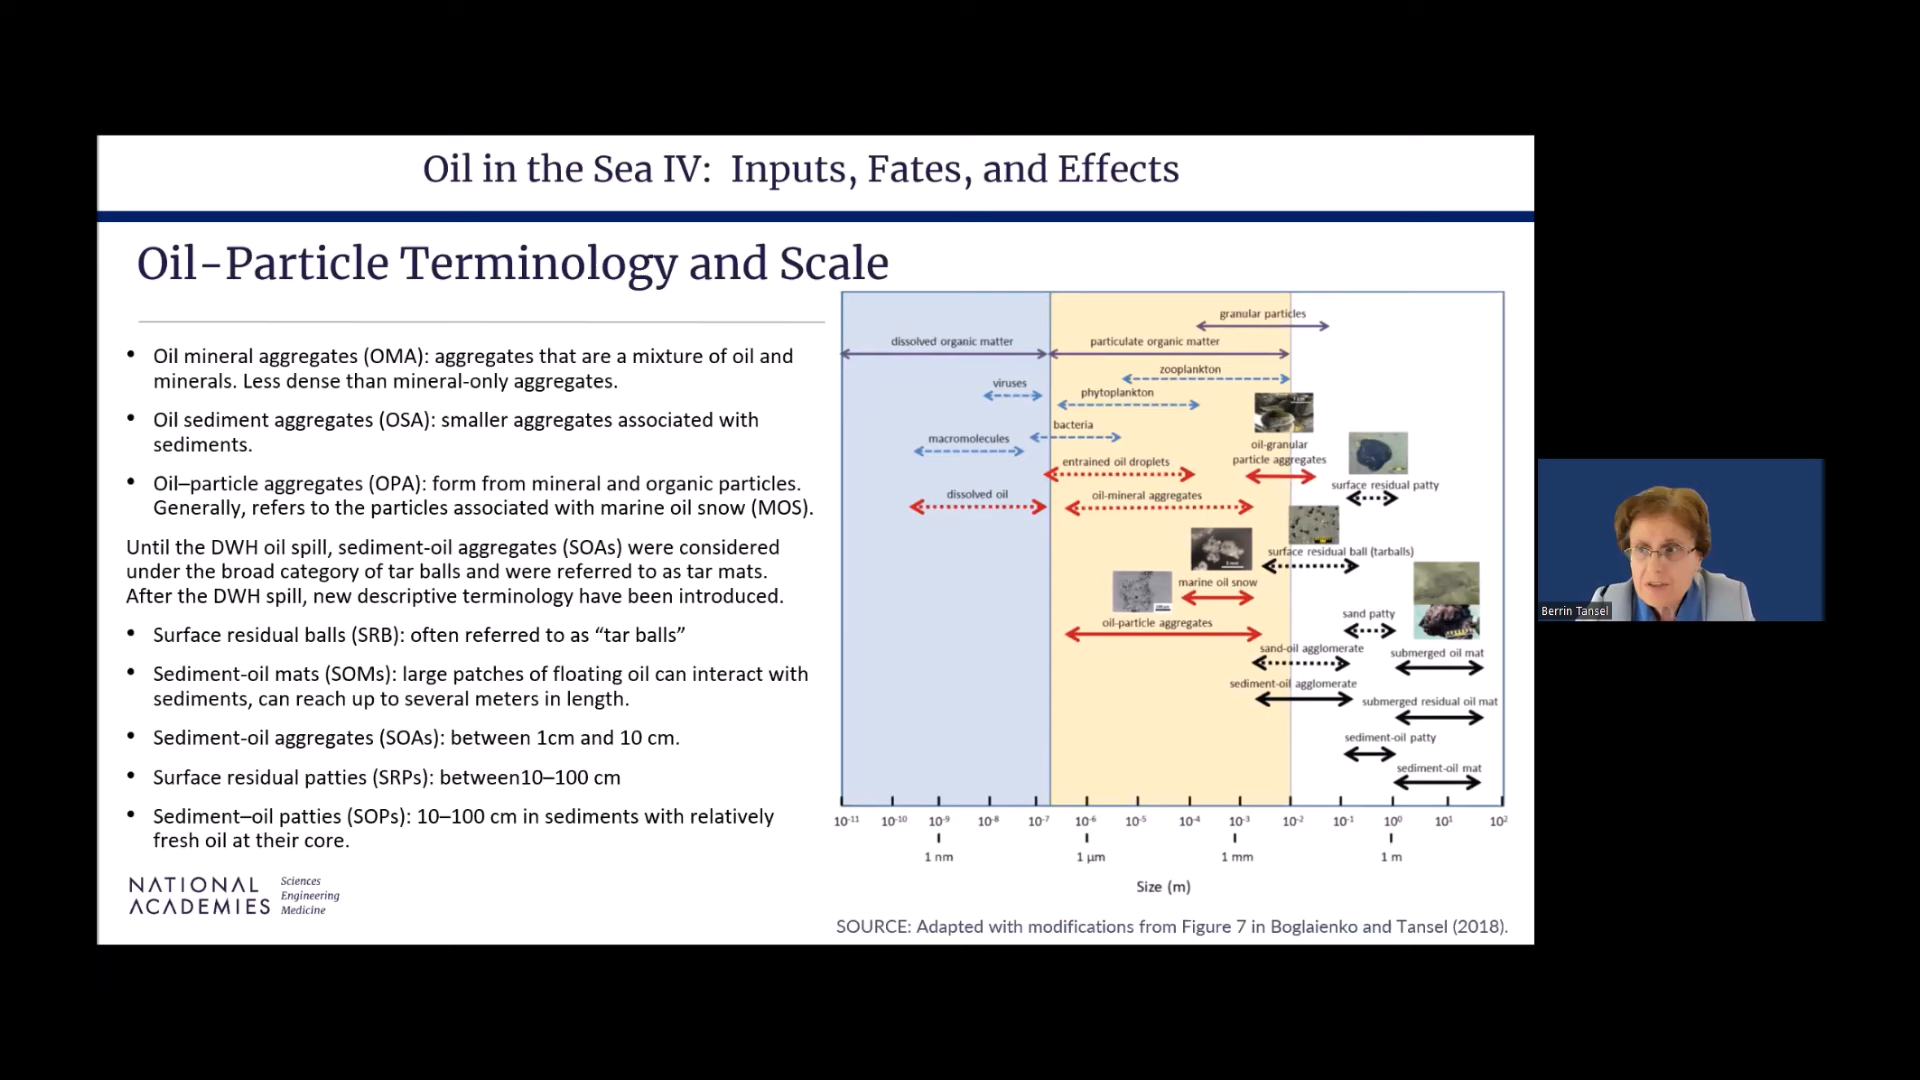 Oil in the Sea IV:  Inputs, Fates, and Effects
Oil-Particle Terminology and Scale
• Oil mineral aggregates (OMA): aggregates that are a mixture of oil and
minerals. Less dense than mineral-only aggregates.
• Oil sediment aggregates (OSA): smaller aggregates associated with
sediments.
• Oil–particle aggregates (OPA): form from mineral and organic particles.
Generally, refers to the particles associated with marine oil snow (MOS).
Until the DWH oil spill, sediment-oil aggregates (SOAs) were considered
under the broad category of tar balls and were referred to as tar mats.
After the DWH spill, new descriptive terminology have been introduced.
• Surface residual balls (SRB): often referred to as “tar balls”
• Sediment-oil mats (SOMs): large patches of floating oil can interact with
sediments, can reach up to several meters in length.
• Sediment-oil aggregates (SOAs): between 1cm and 10 cm.
• Surface residual patties (SRPs): between10–100 cm
• Sediment–oil patties (SOPs): 10–100 cm in sediments with relatively
fresh oil at their core.
NATIONAL
ACADEMIES
Sciences
Engineering
Medicine
granular particles
dissolved organic matter
particulate organic matter
zooplankton
viruses
phytoplankton
bacteria
macromolecules
oil-granular
particle aggregates
entrained oil droplets
surface residual patty
dissolved oil
oil-mineral aggregates
surface residual ball (tarballs)
marine oil snow
sand patty
oil-particle aggregates
sand-oil agglomerate
submerged oil mat
sediment-oil agglomerate
submerged residual oil mat
sediment-oil patty
sediment-oil mat
10⁻¹¹ 10⁻¹⁰ 10⁻⁹ 10⁻⁸ 10⁻⁷ 10⁻⁶ 10⁻⁵ 10⁻⁴ 10⁻³ 10⁻² 10⁻¹ 10⁰ 10¹ 10²
1 nm 1 µm 1 mm 1 m
Size (m)
SOURCE: Adapted with modifications from Figure 7 in Boglaienko and Tansel (2018).
Berrin Tansel